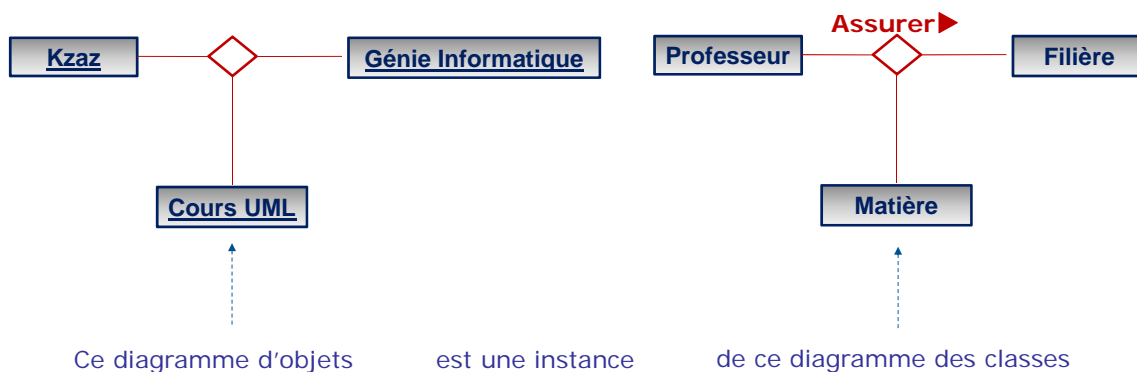 Assurer
Kzaz
Génie Informatique
Professeur
Filière
Cours UML
Matière
Ce diagramme d'objets
est une instance
de ce diagramme des classes